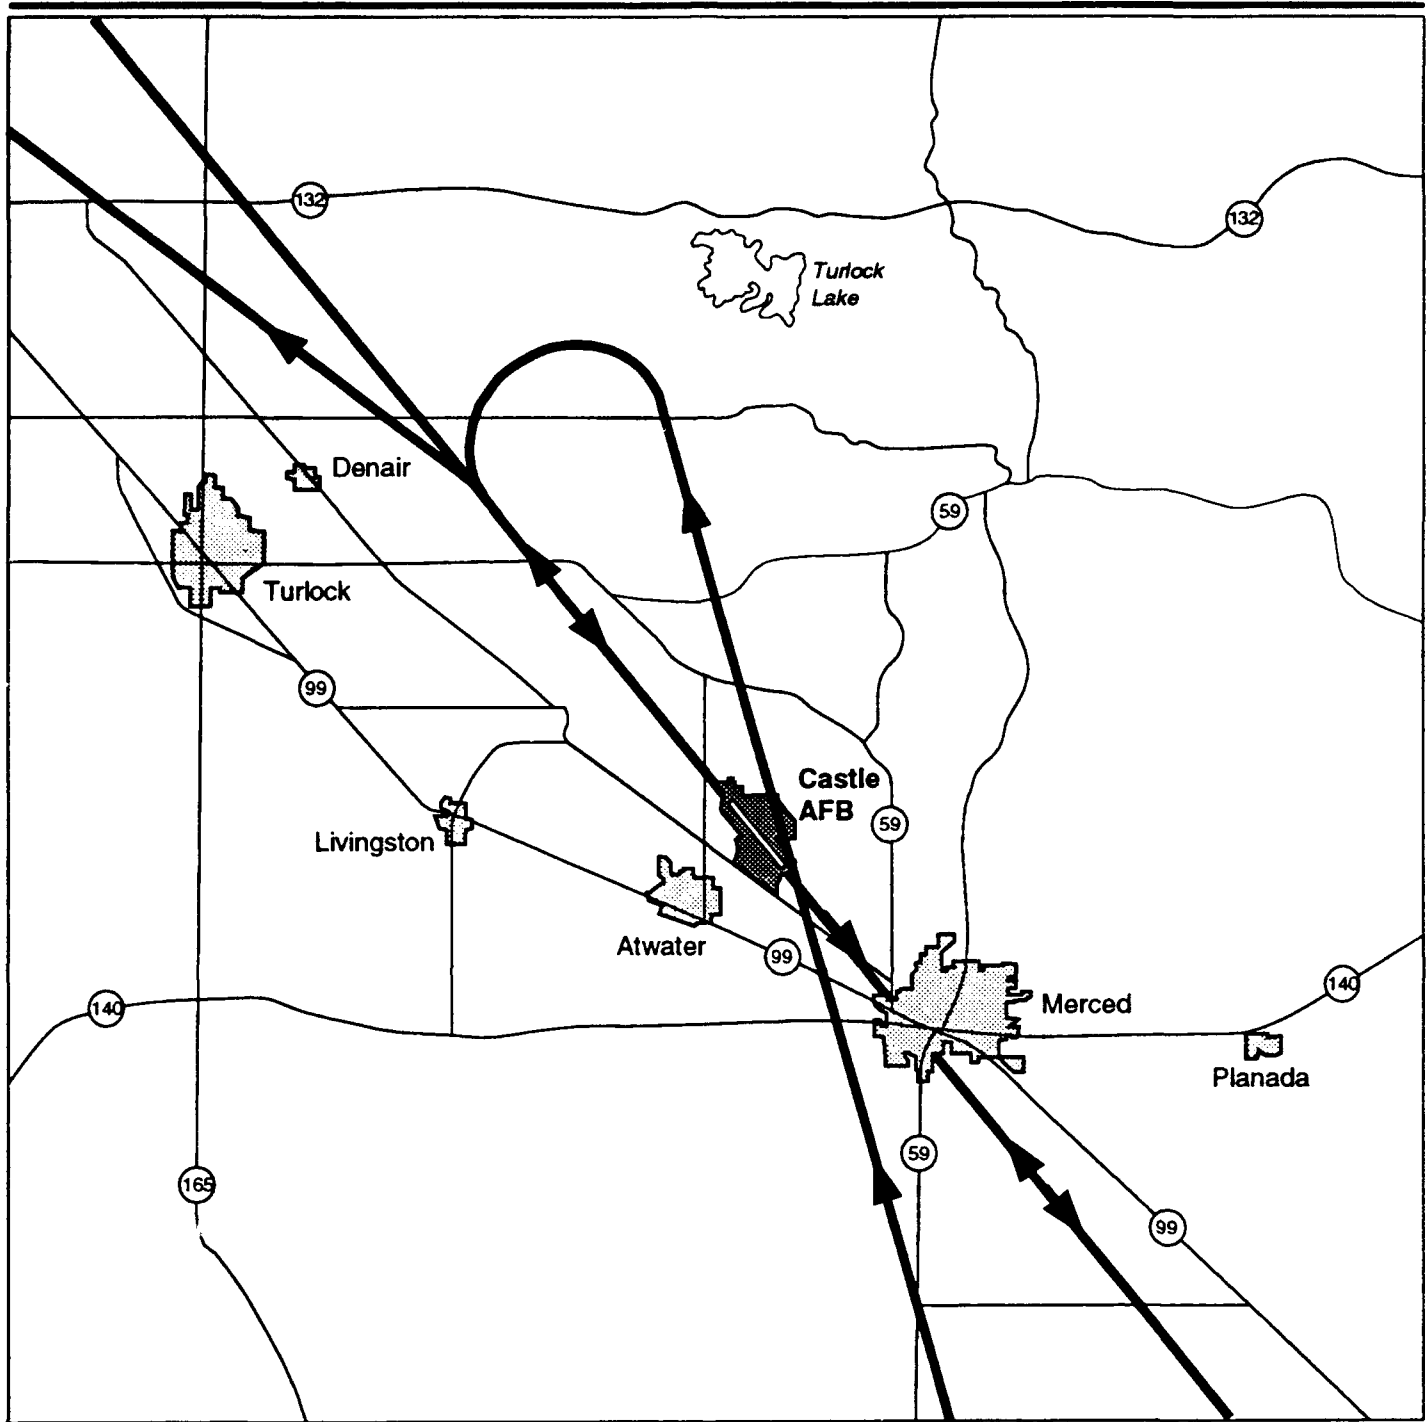 132
132
Turlock
Lake
Denair
59
Turlock
99
Castle
AFB
59
Livingston
Atwater
99
140
Merced
140
Planada
59
165
99